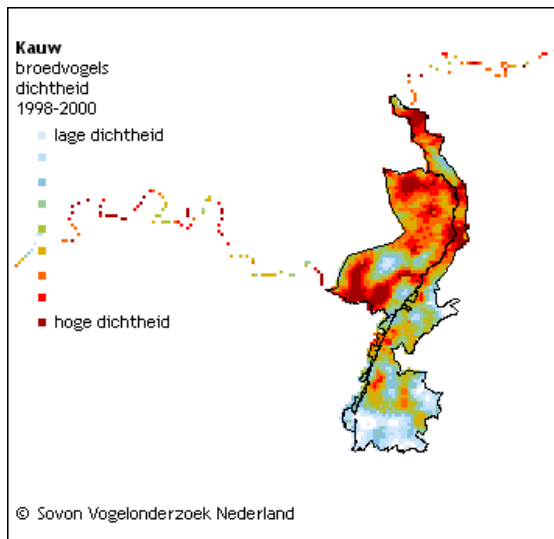 Kauw
broedvogels
dichtheid
1998-2000
lage dichtheid
hoge dichtheid
© Sovon Vogelonderzoek Nederland